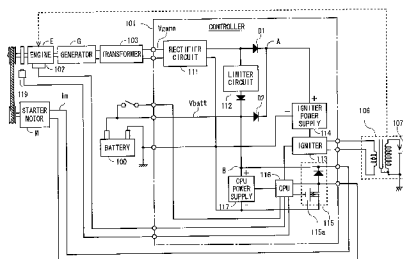 101
CONTROLLER
E
G
103
Vgann
D1
A
ENGINE
GENERATOR
TRANSFORMER
RECTIFIER
CIRCUIT
111
102
LIMITER
CIRCUIT
112
119
Im
Vbatt
D2
STARTER
MOTOR
M
IGNITER
POWER
SUPPLY
114
106
107
BATTERY
100
IGNITER
113
B
116
CPU
POWER
SUPPLY
117
CPU
115
115a